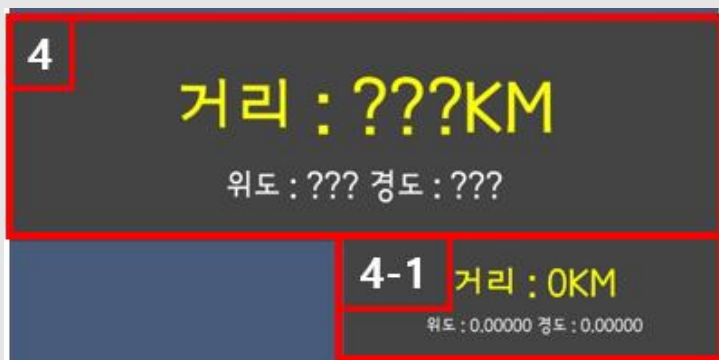 4
거리 : ???KM
위도 : ??? 경도 : ???
4-1
거리 : 0KM
위도 : 0.00000 경도 : 0.00000